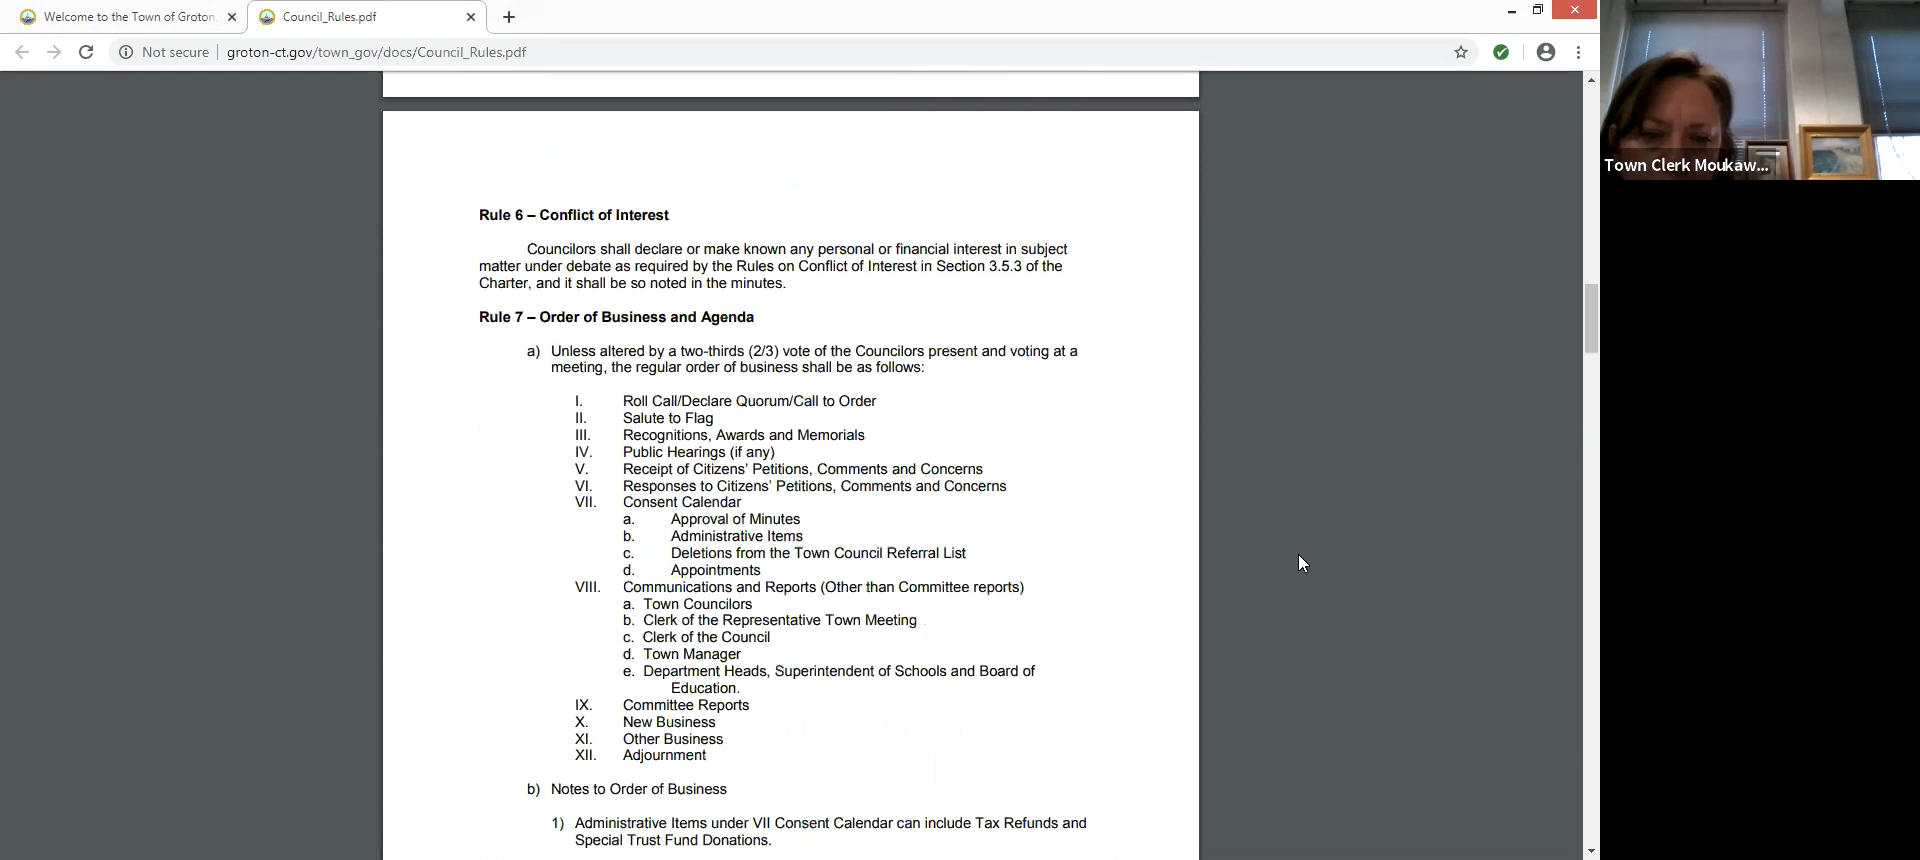 Welcome to the Town of Groton,
Council_Rules.pdf
Not secure
groton-ct.gov/town_gov/docs/Council_Rules.pdf
Town Clerk Moukaw...
Rule 6 – Conflict of Interest
Councilors shall declare or make known any personal or financial interest in subject
matter under debate as required by the Rules on Conflict of Interest in Section 3.5.3 of the
Charter, and it shall be so noted in the minutes.
Rule 7 – Order of Business and Agenda
a) Unless altered by a two-thirds (2/3) vote of the Councilors present and voting at a
meeting, the regular order of business shall be as follows:
I. Roll Call/Declare Quorum/Call to Order
II. Salute to Flag
III. Recognitions, Awards and Memorials
IV. Public Hearings (if any)
V. Receipt of Citizens' Petitions, Comments and Concerns
VI. Responses to Citizens' Petitions, Comments and Concerns
VII. Consent Calendar
a. Approval of Minutes
b. Administrative Items
c. Deletions from the Town Council Referral List
d. Appointments
VIII. Communications and Reports (Other than Committee reports)
a. Town Councilors
b. Clerk of the Representative Town Meeting
c. Clerk of the Council
d. Town Manager
e. Department Heads, Superintendent of Schools and Board of
Education.
IX. Committee Reports
X. New Business
XI. Other Business
XII. Adjournment
b) Notes to Order of Business
1) Administrative Items under VII Consent Calendar can include Tax Refunds and
Special Trust Fund Donations.